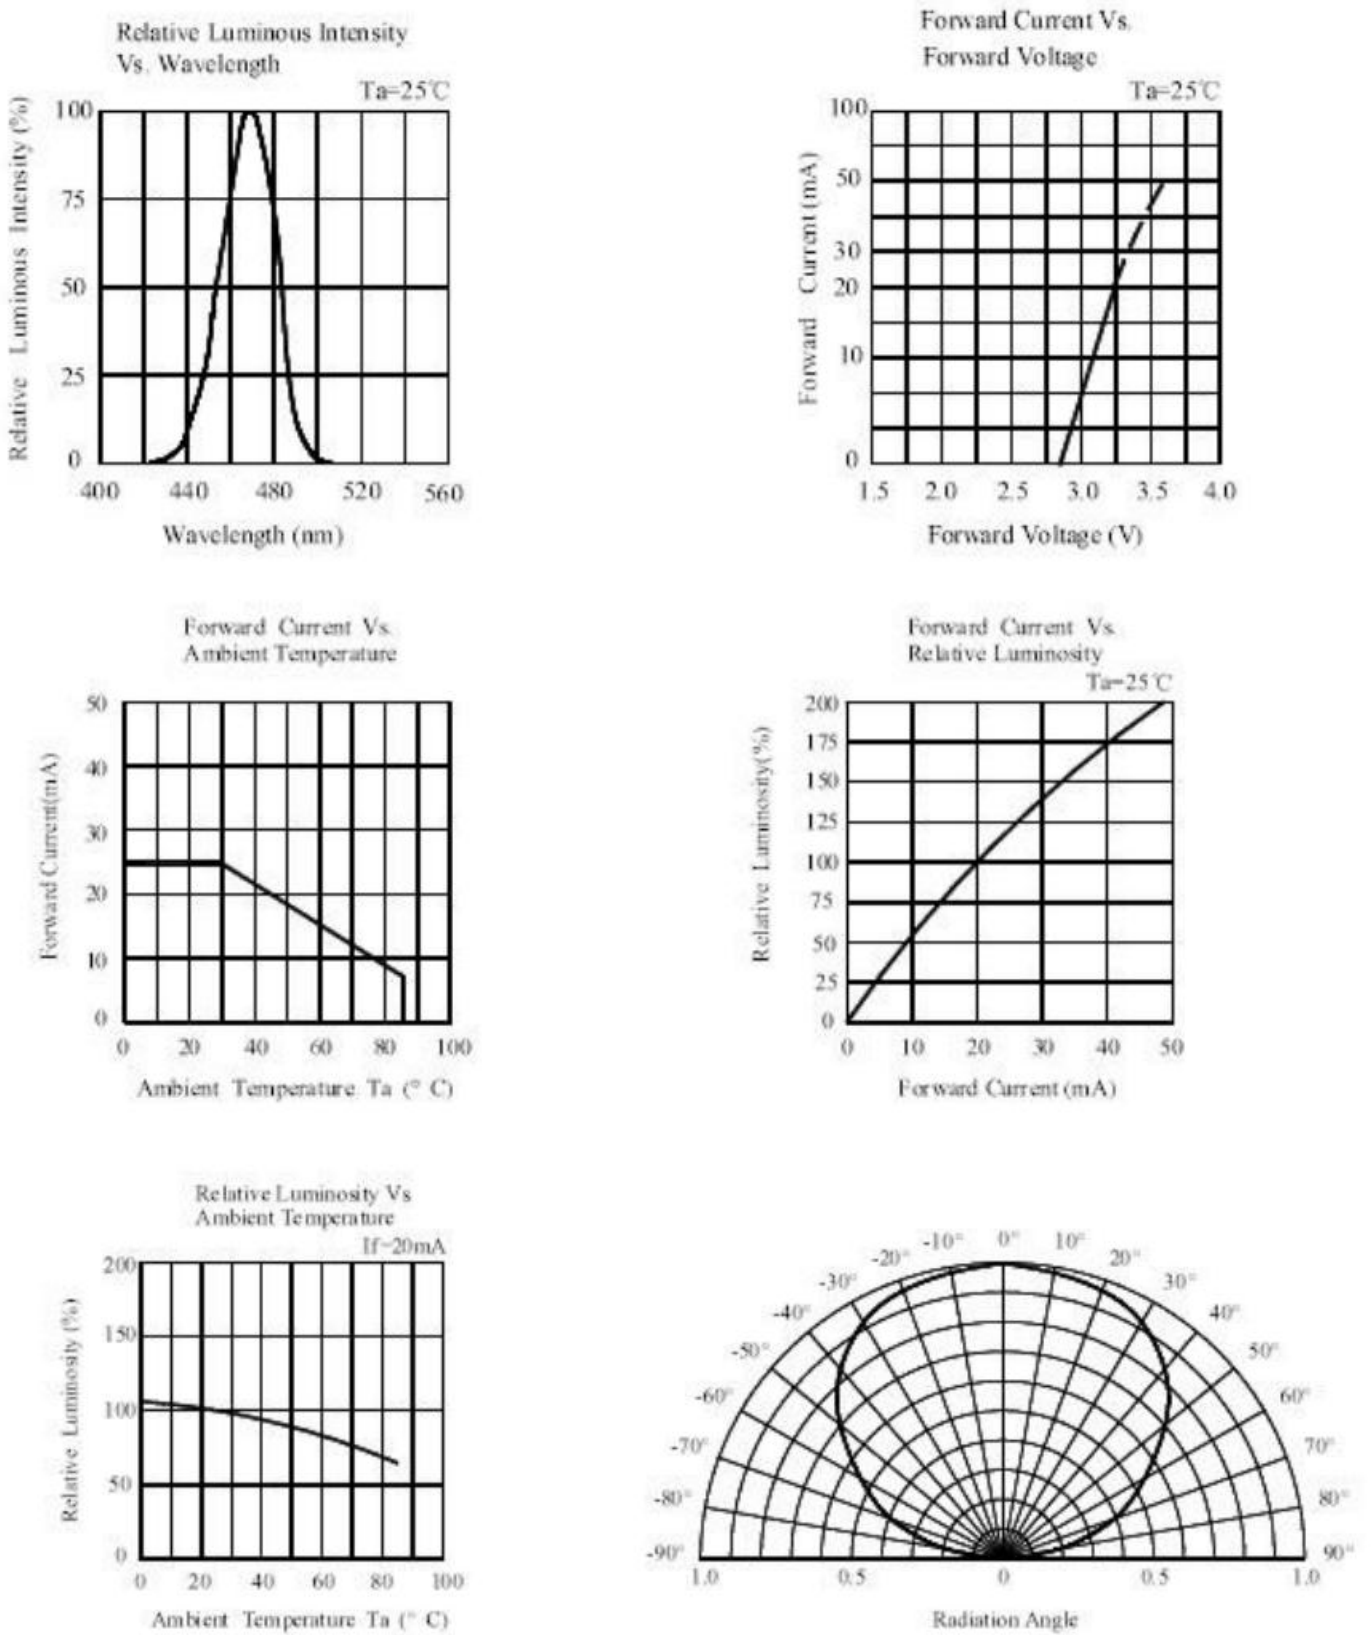 Relative Luminous Intensity
Vs. Wavelength
Ta=25℃
Relative Luminous Intensity (%)
100
75
50
25
0
400 440 480 520 560
Wavelength (nm)
Forward Current Vs.
Forward Voltage
Ta=25℃
Forward Current (mA)
100
50
30
20
10
0
1.5 2.0 2.5 3.0 3.5 4.0
Forward Voltage (V)
Forward Current Vs.
Ambient Temperature
Forward Current(mA)
50
40
30
20
10
0
0 20 40 60 80 100
Ambient Temperature Ta (° C)
Forward Current Vs.
Relative Luminosity
Ta=25℃
Relative Luminosity(%)
200
175
150
125
100
75
50
25
0
0 10 20 30 40 50
Forward Current (mA)
Relative Luminosity Vs
Ambient Temperature
If=20mA
Relative Luminosity (%)
200
150
100
50
0
0 20 40 60 80 100
Ambient Temperature Ta (° C)
-90° -80° -70° -60° -50° -40° -30° -20° -10° 0° 10° 20° 30° 40° 50° 60° 70° 80° 90°
1.0 0.5 0 0.5 1.0
Radiation Angle